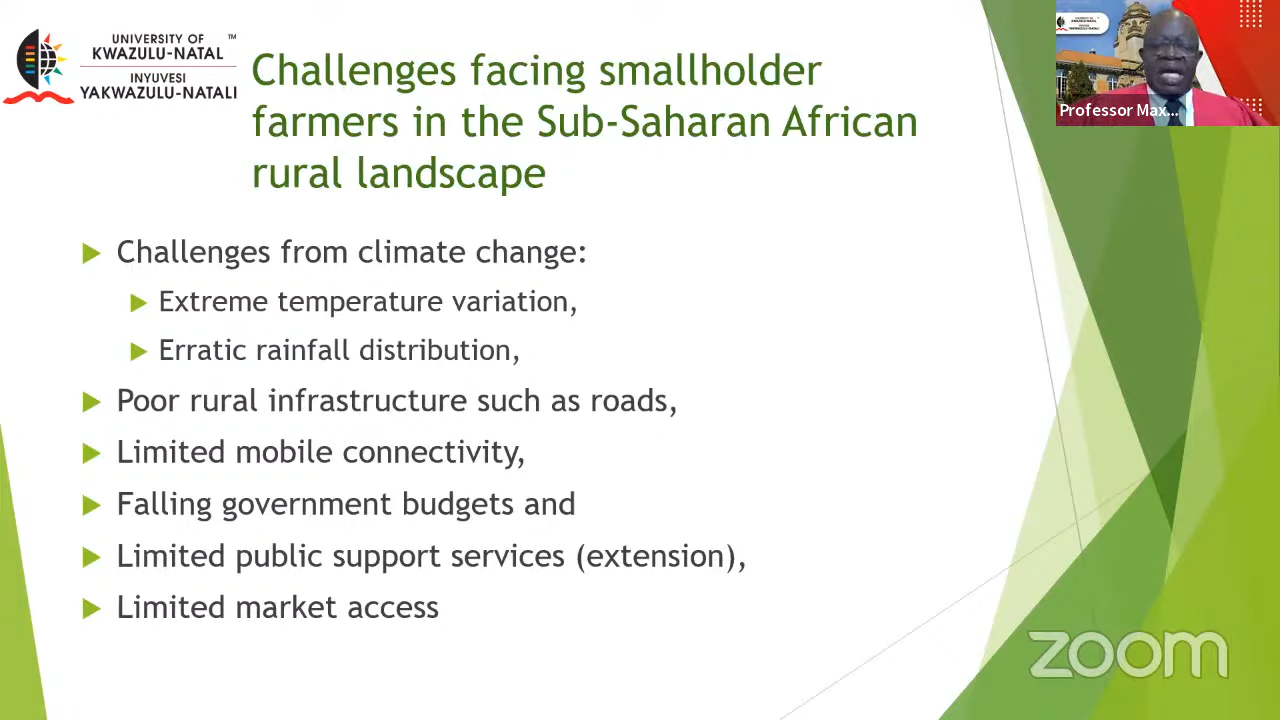 UNIVERSITY OF
KWAZULU-NATAL
TM
INYUVESI
YAKWAZULU-NATALI
Challenges facing smallholder
farmers in the Sub-Saharan African
rural landscape
Professor Max...
Challenges from climate change:
Extreme temperature variation,
Erratic rainfall distribution,
Poor rural infrastructure such as roads,
Limited mobile connectivity,
Falling government budgets and
Limited public support services (extension),
Limited market access
zoom